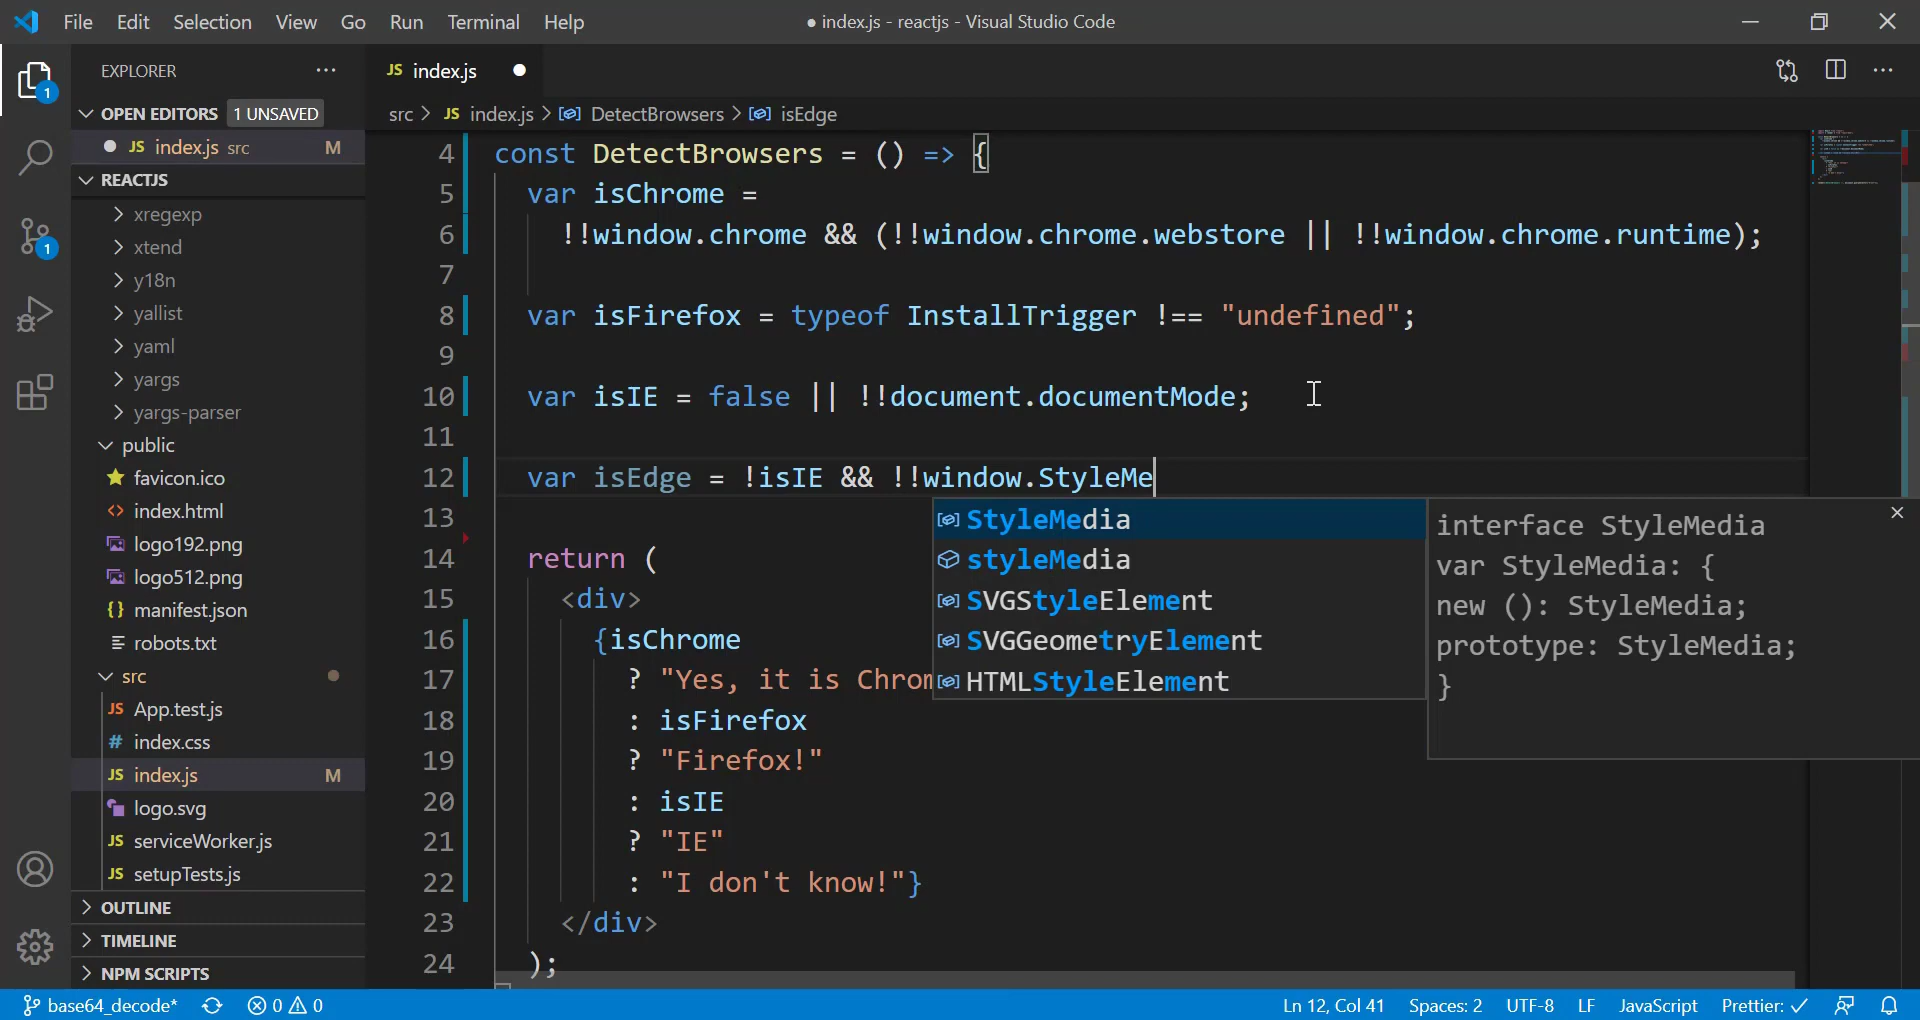 File Edit Selection View Go Run Terminal Help
● index.js - reactjs - Visual Studio Code
1
1
EXPLORER
OPEN EDITORS 1 UNSAVED
JS index.js src M
REACTJS
xregexp
xtend
y18n
yallist
yaml
yargs
yargs-parser
public
favicon.ico
index.html
logo192.png
logo512.png
manifest.json
robots.txt
src
JS App.test.js
# index.css
JS index.js M
logo.svg
JS serviceWorker.js
JS setupTests.js
OUTLINE
TIMELINE
NPM SCRIPTS
JS index.js
src > JS index.js > DetectBrowsers > isEdge
4 const DetectBrowsers = () => {
5 var isChrome =
6 !!window.chrome && (!!window.chrome.webstore || !!window.chrome.runtime);
7
8 var isFirefox = typeof InstallTrigger !== "undefined";
9
10 var isIE = false || !!document.documentMode;
11
12 var isEdge = !isIE && !!window.StyleMe
13
14 return (
15 <div>
16 {isChrome
17 ? "Yes, it is Chrom
18 : isFirefox
19 ? "Firefox!"
20 : isIE
21 ? "IE"
22 : "I don't know!"}
23 </div>
24 );
StyleMedia
styleMedia
SVGStyleElement
SVGGeometryElement
HTMLStyleElement
interface StyleMedia
var StyleMedia: {
new (): StyleMedia;
prototype: StyleMedia;
}
base64_decode* 0 0
Ln 12, Col 41 Spaces: 2 UTF-8 LF JavaScript Prettier: ✓